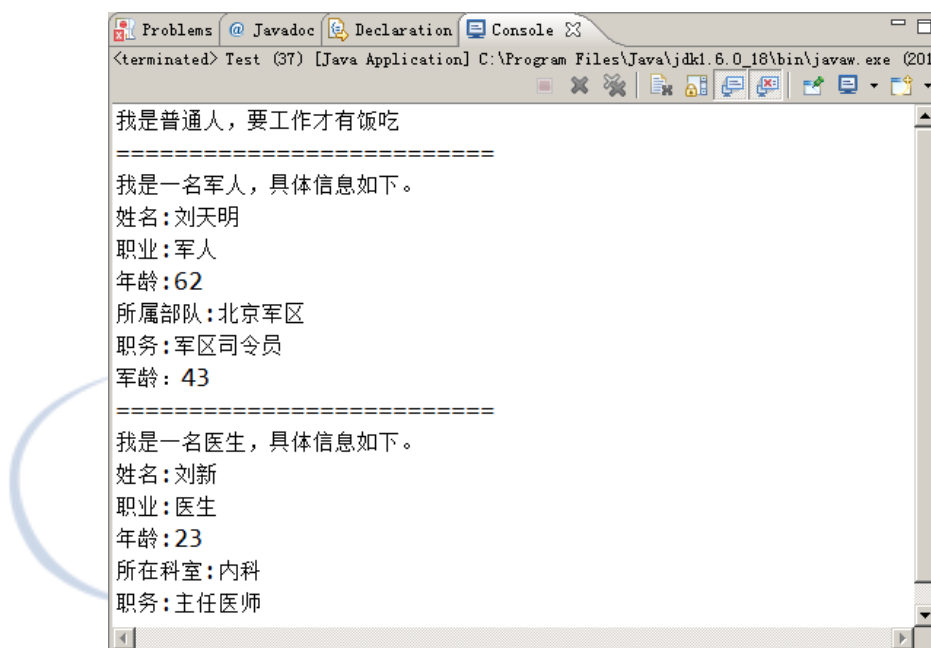 Problems @ Javadoc Declaration Console
<terminated> Test (37) [Java Application] C:\Program Files\Java\jdk1.6.0_18\bin\javaw.exe (201
我是普通人，要工作才有饭吃
==========================
我是一名军人，具体信息如下。
姓名:刘天明
职业:军人
年龄:62
所属部队:北京军区
职务:军区司令员
军龄：43
==========================
我是一名医生，具体信息如下。
姓名:刘新
职业:医生
年龄:23
所在科室:内科
职务:主任医师